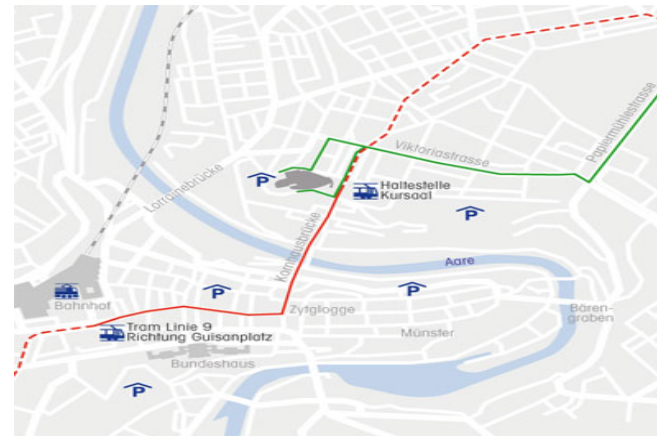 Viktoriastrasse
Papiermühlestrasse
P
Lorrainebrücke
Haltestelle
Kursaal
P
Kornhausbrücke
Aare
P
P
Bahnhof
Zytglogge
Bären-
graben
Tram Linie 9
Richtung Guisanplatz
Münster
Bundeshaus
P